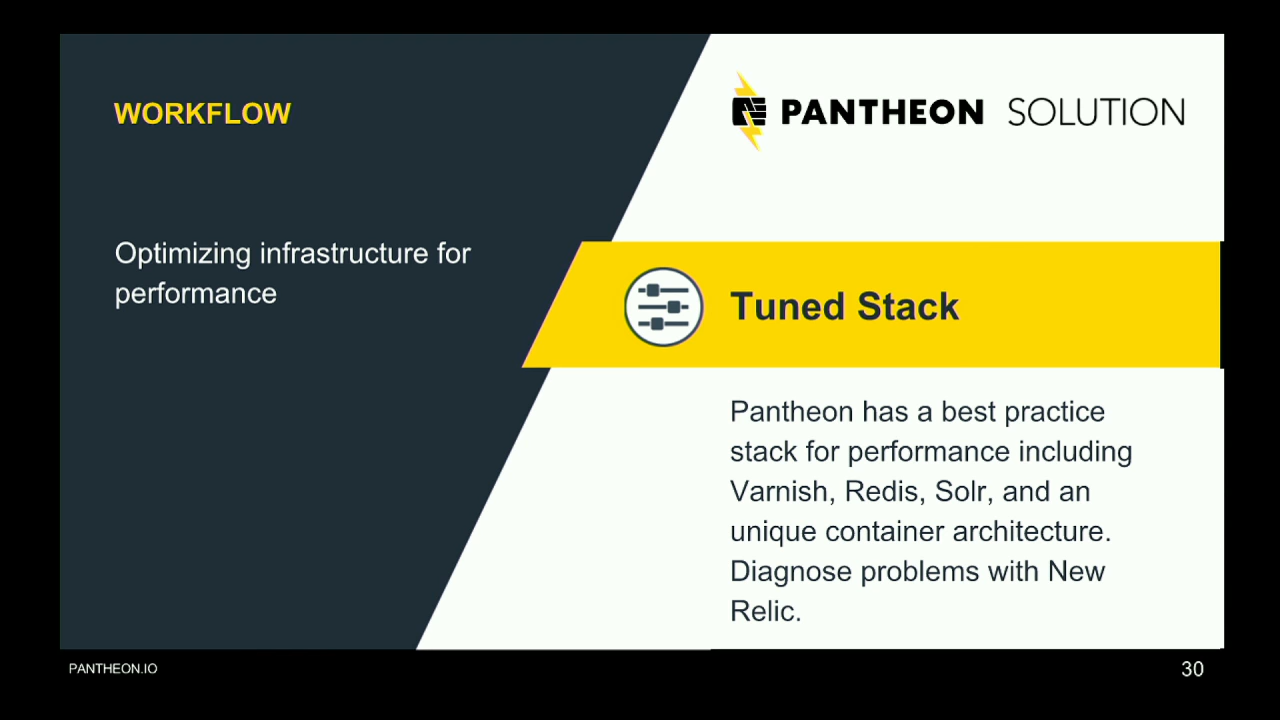 WORKFLOW
PANTHEON SOLUTION
Optimizing infrastructure for
performance
Tuned Stack
Pantheon has a best practice
stack for performance including
Varnish, Redis, Solr, and an
unique container architecture.
Diagnose problems with New
Relic.
PANTHEON.IO
30